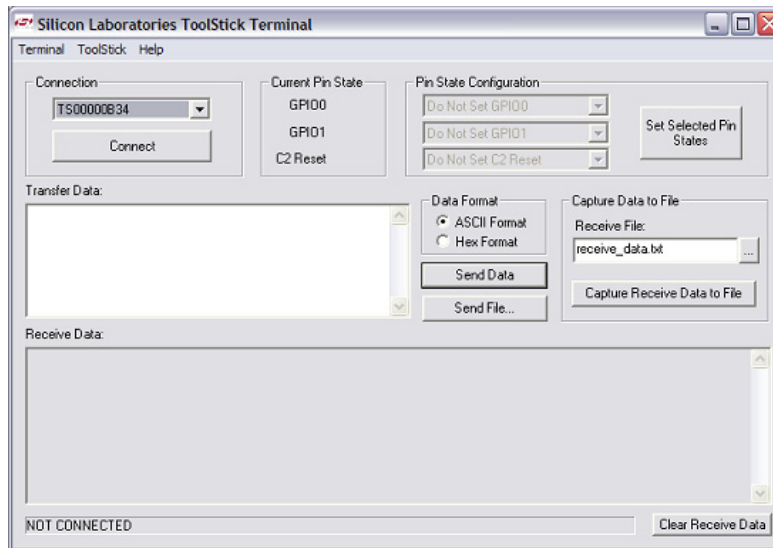 Silicon Laboratories ToolStick Terminal
Terminal ToolStick Help
Connection
TS00000B34
Connect
Current Pin State
GPIO0
GPIO1
C2 Reset
Pin State Configuration
Do Not Set GPIO0
Do Not Set GPIO1
Do Not Set C2 Reset
Set Selected Pin
States
Transfer Data:
Data Format
ASCII Format
Hex Format
Send Data
Send File...
Capture Data to File
Receive File:
receive_data.txt
...
Capture Receive Data to File
Receive Data:
NOT CONNECTED
Clear Receive Data